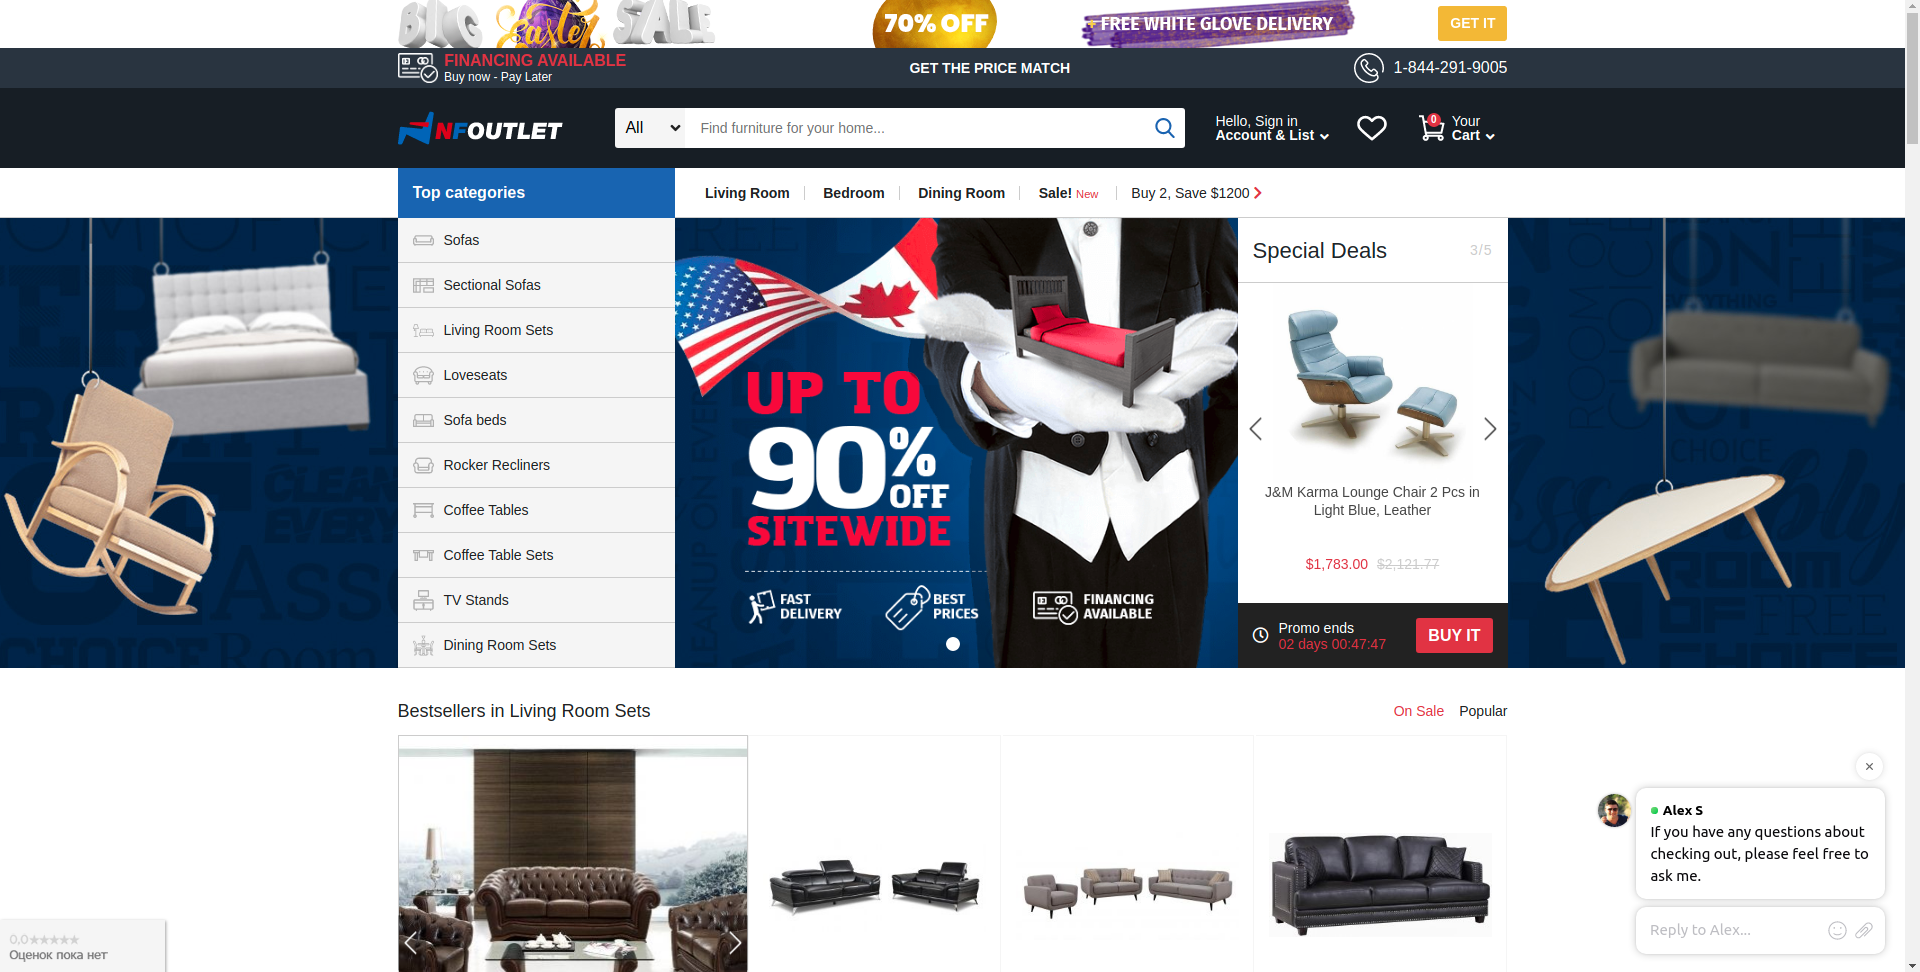 BIG Easter SALE
70% OFF
+ FREE WHITE GLOVE DELIVERY
GET IT
FINANCING AVAILABLE
Buy now - Pay Later
GET THE PRICE MATCH
1-844-291-9005
NFOUTLET
All
Find furniture for your home...
Hello, Sign in
Account & List
0
Your
Cart
Top categories
Living Room
Bedroom
Dining Room
Sale! New
Buy 2, Save $1200
Sofas
Sectional Sofas
Living Room Sets
Loveseats
Sofa beds
Rocker Recliners
Coffee Tables
Coffee Table Sets
TV Stands
Dining Room Sets
UP TO
90%
OFF
SITEWIDE
FAST
DELIVERY
BEST
PRICES
FINANCING
AVAILABLE
Special Deals
3/5
J&M Karma Lounge Chair 2 Pcs in
Light Blue, Leather
$1,783.00 $2,121.77
Promo ends
02 days 00:47:47
BUY IT
Bestsellers in Living Room Sets
On Sale
Popular
Alex S
If you have any questions about
checking out, please feel free to
ask me.
Reply to Alex...
0,0
Оценок пока нет